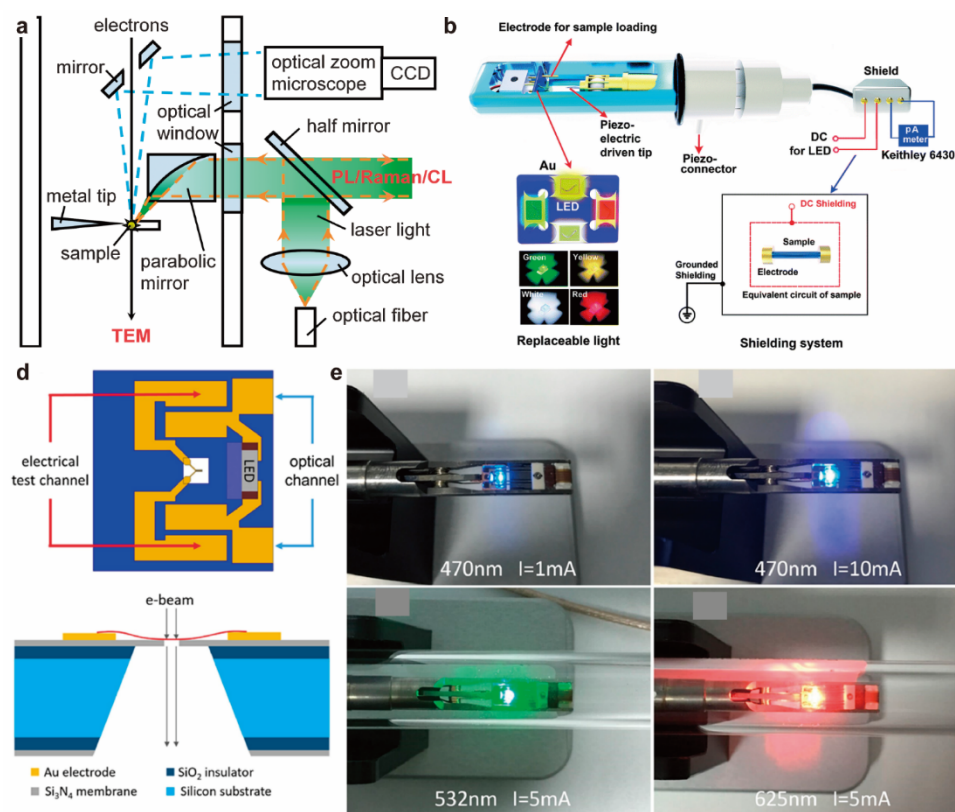 a
electrons
mirror
optical zoom
microscope
CCD
optical
window
half mirror
PL/Raman/CL
metal tip
laser light
sample
parabolic
mirror
optical lens
optical fiber
TEM
b
Electrode for sample loading
Shield
Piezo-
electric
driven tip
Piezo-
connector
DC
for LED
pA
meter
Keithley 6430
Au
LED
Green
Yellow
White
Red
Replaceable light
DC Shielding
Sample
Electrode
Equivalent circuit of sample
Grounded
Shielding
Shielding system
d
electrical
test channel
LED
optical
channel
e-beam
Au electrode
SiO₂ insulator
Si₃N₄ membrane
Silicon substrate
e
470nm I=1mA
470nm I=10mA
532nm I=5mA
625nm I=5mA